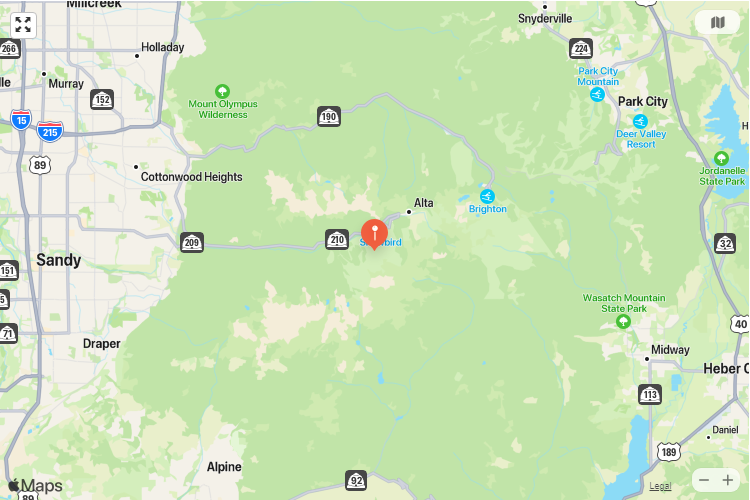 Millcreek
Snyderville
266
Holladay
224
Murray
Park City
Mountain
152
Mount Olympus
Wilderness
Park City
15
190
215
Deer Valley
Resort
89
Cottonwood Heights
Jordanelle
State Park
Alta
Brighton
209
210
32
Sandy
151
Wasatch Mountain
State Park
71
40
Draper
Midway
Heber C
113
Daniel
189
Alpine
92
Maps
Legal
89